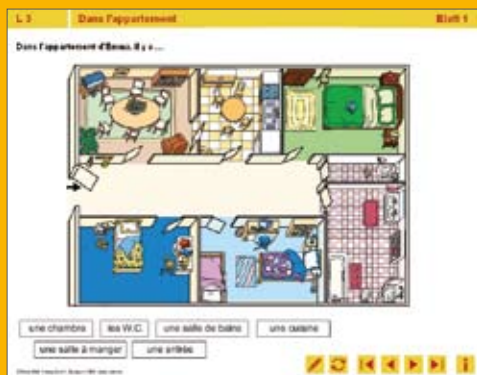 L 3 Dans l'appartement Blatt 1
Dans l'appartement d'Emma, il y a ...
une chambre les W.C. une salle de bains une cuisine
une salle à manger une entrée